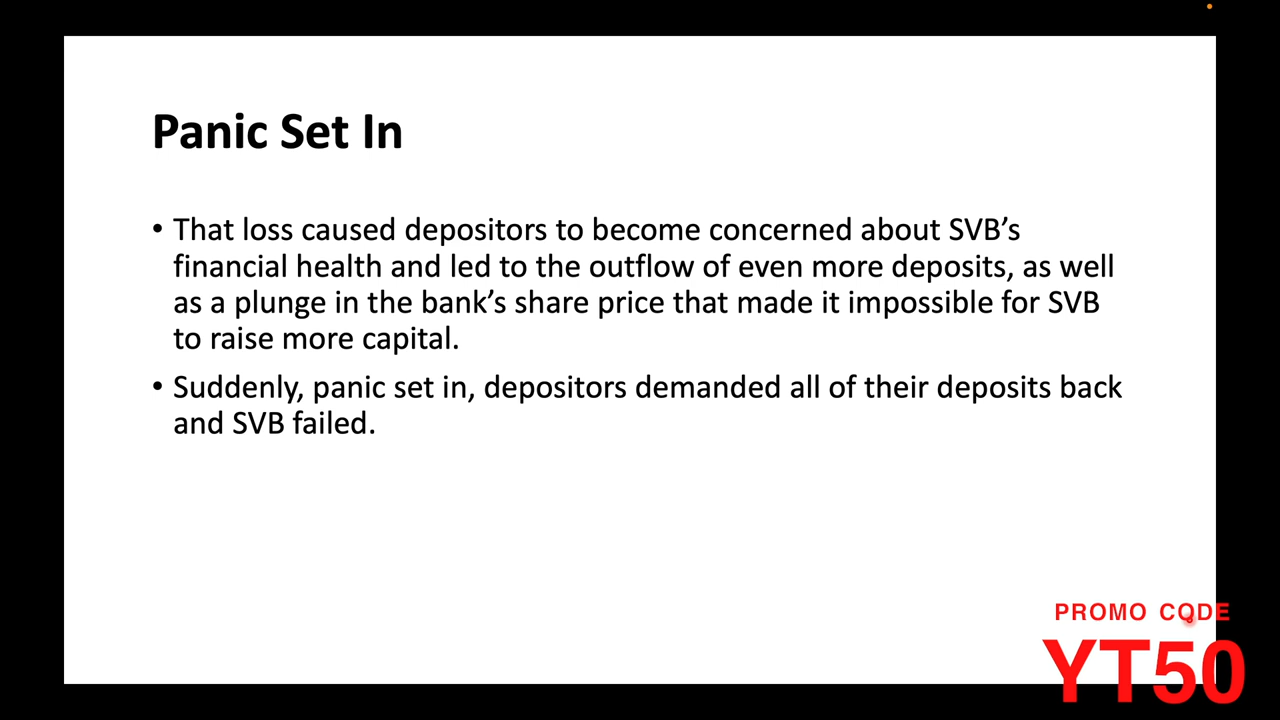 Panic Set In
• That loss caused depositors to become concerned about SVB’s
financial health and led to the outflow of even more deposits, as well
as a plunge in the bank’s share price that made it impossible for SVB
to raise more capital.
• Suddenly, panic set in, depositors demanded all of their deposits back
and SVB failed.
PROMO CODE
YT50